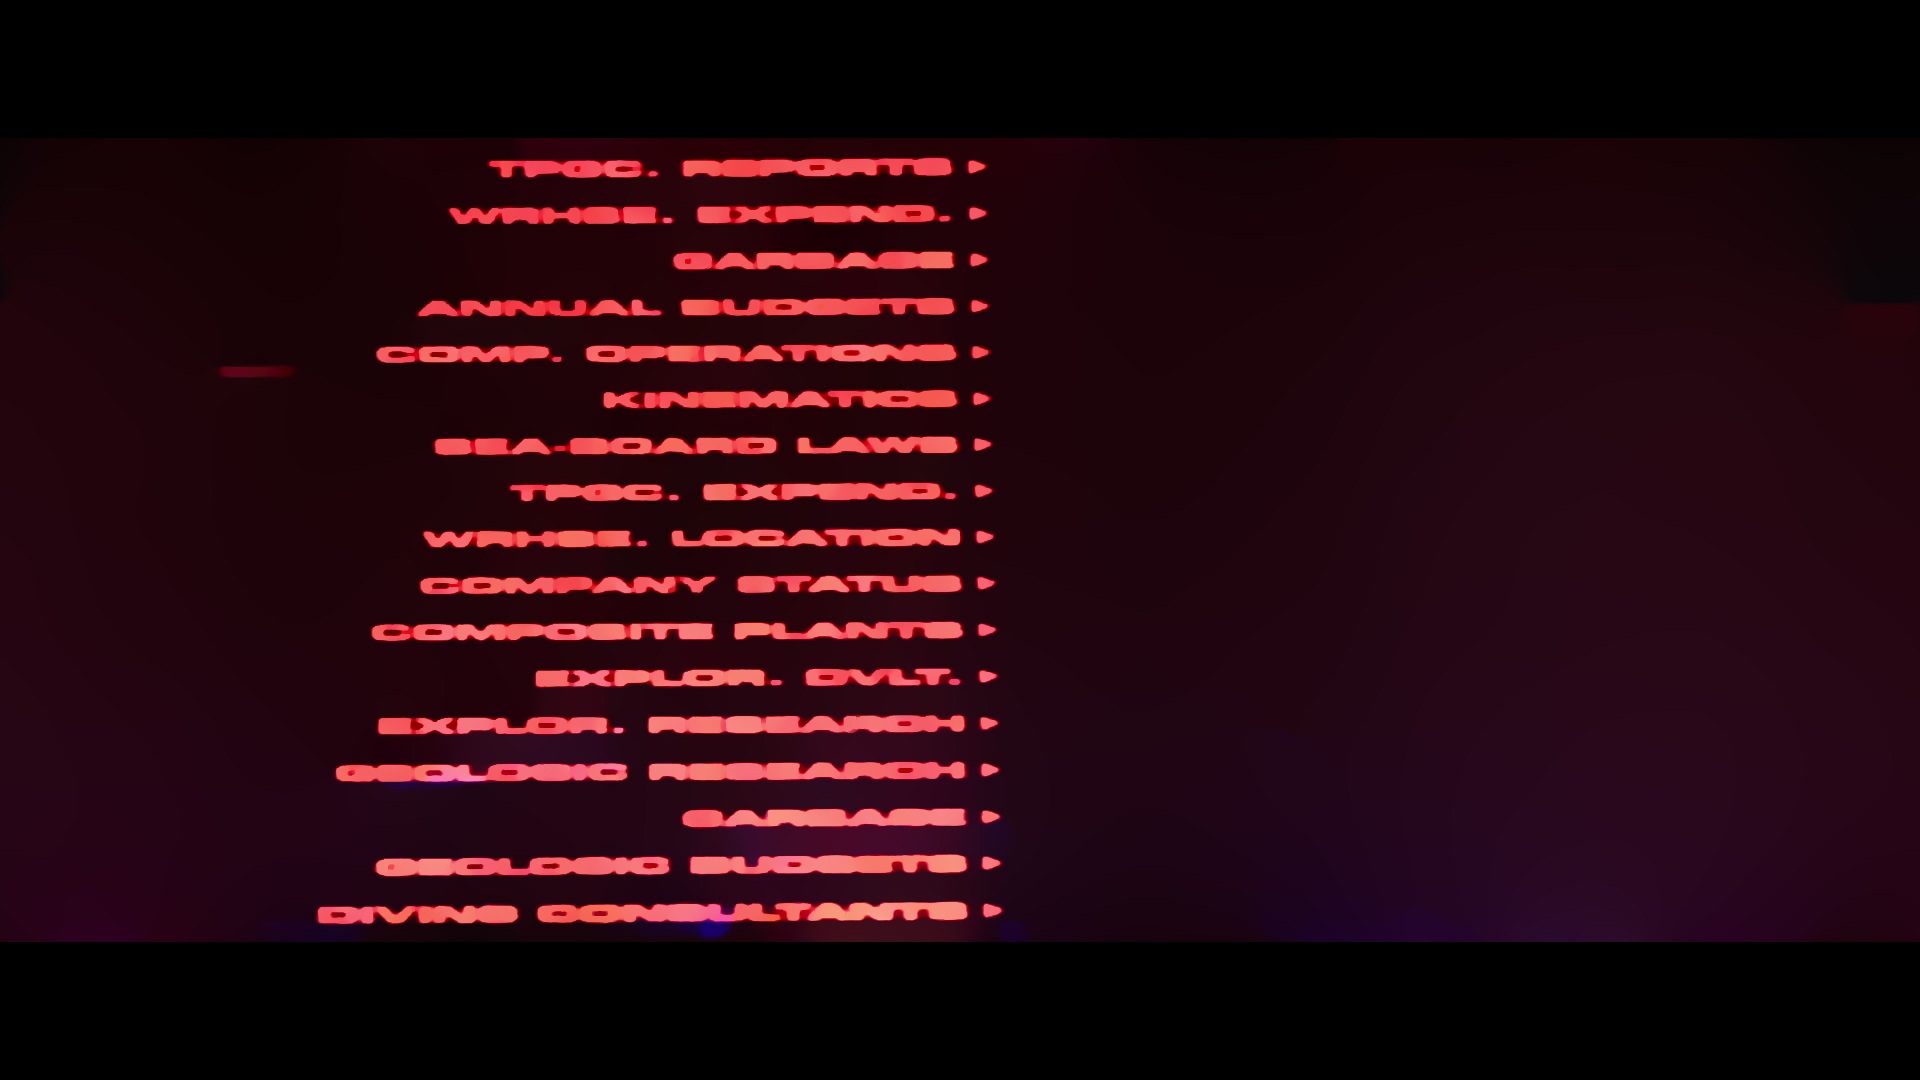 TPGC. REPORTS
WRHSE. EXPEND.
GARBAGE
ANNUAL BUDGETS
COMP. OPERATIONS
KINEMATICS
SEA-BOARD LAWS
TPGC. EXPEND.
WRHSE. LOCATION
COMPANY STATUS
COMPOSITE PLANTS
EXPLOR. DVLT.
EXPLOR. RESEARCH
GEOLOGIC RESEARCH
GARBAGE
GEOLOGIC BUDGETS
DIVING CONSULTANTS